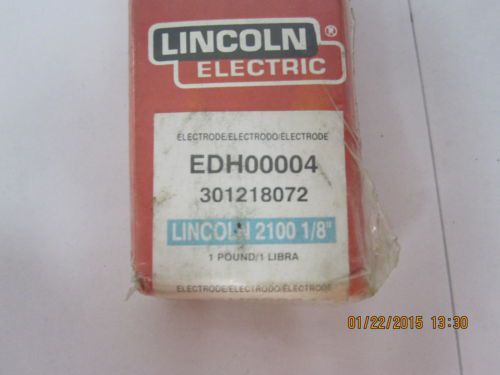 LINCOLN ®
ELECTRIC
ELECTRODE/ELECTRODO/ELECTRODE
EDH00004
301218072
LINCOLN 2100 1/8"
1 POUND/1 LIBRA
ELECTRODE/ELECTRODO/ELECTRODE
01/22/2015 13:30